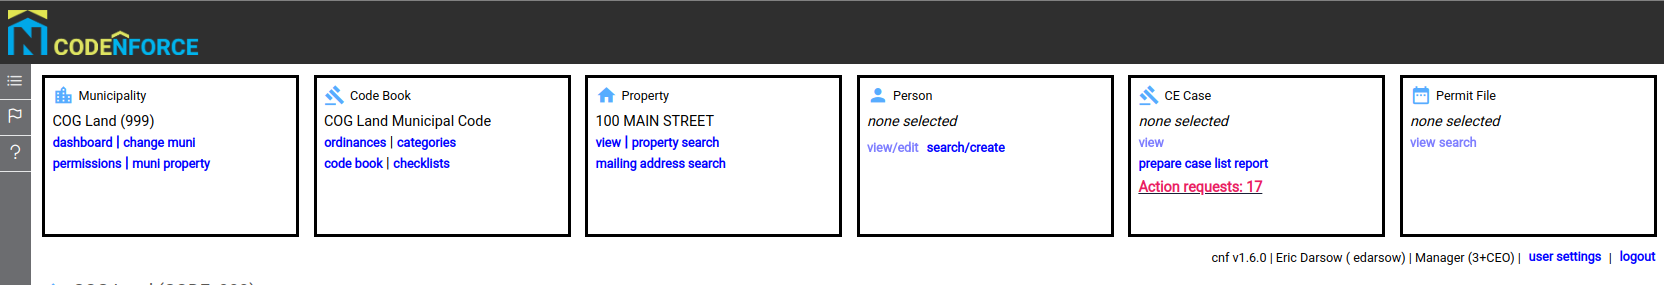 CODENFORCE
Municipality
COG Land (999)
dashboard | change muni
permissions | muni property
Code Book
COG Land Municipal Code
ordinances | categories
code book | checklists
Property
100 MAIN STREET
view | property search
mailing address search
Person
none selected
view/edit search/create
CE Case
none selected
view
prepare case list report
Action requests: 17
Permit File
none selected
view search
cnf v1.6.0 | Eric Darsow ( edarsow) | Manager (3+CEO) | user settings | logout